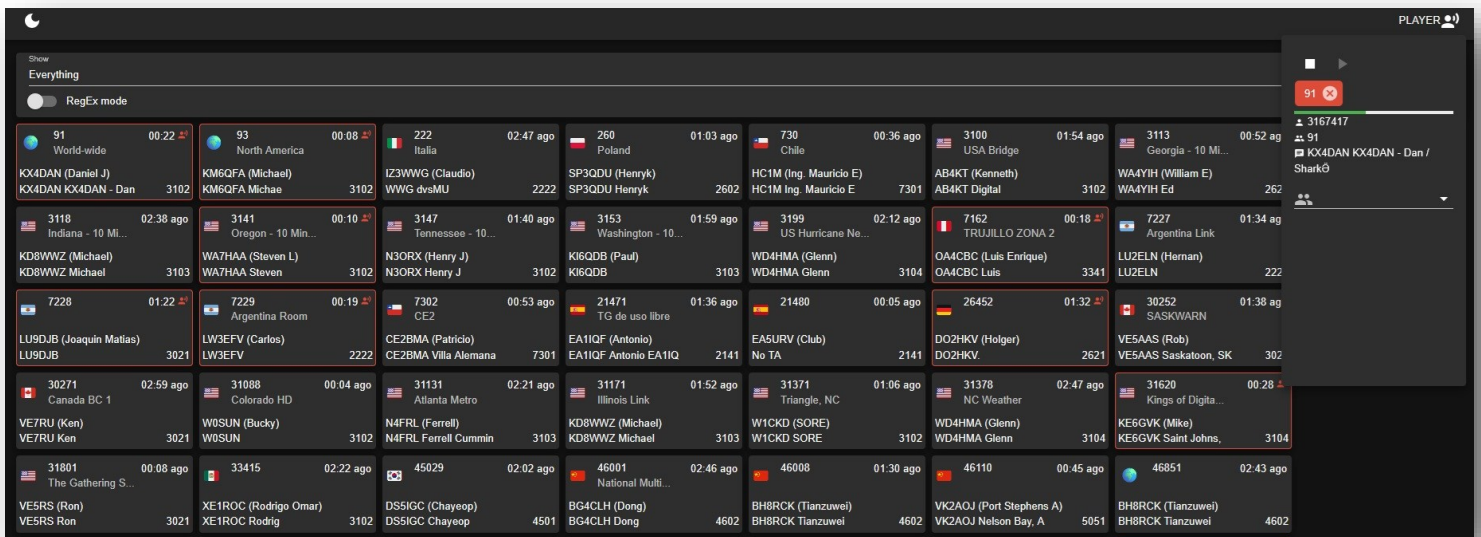 PLAYER
Show
Everything
RegEx mode
91 00:22
World-wide
KX4DAN (Daniel J)
KX4DAN KX4DAN - Dan 3102
93 00:08
North America
KM6QFA (Michael)
KM6QFA Michae 3102
222 02:47 ago
Italia
IZ3WWG (Claudio)
WWG dvsMU 2222
260 01:03 ago
Poland
SP3QDU (Henryk)
SP3QDU Henryk 2602
730 00:36 ago
Chile
HC1M (Ing. Mauricio E)
HC1M Ing. Mauricio E 7301
3100 01:54 ago
USA Bridge
AB4KT (Kenneth)
AB4KT Digital 3102
3113 00:52 ag
Georgia - 10 Mi...
WA4YIH (William E)
WA4YIH Ed 262
3118 02:38 ago
Indiana - 10 Mi...
KD8WWZ (Michael)
KD8WWZ Michael 3103
3141 00:10
Oregon - 10 Min...
WA7HAA (Steven L)
WA7HAA Steven 3102
3147 01:40 ago
Tennessee - 10...
N3ORX (Henry J)
N3ORX Henry J 3102
3153 01:59 ago
Washington - 10...
KI6QDB (Paul)
KI6QDB 3103
3199 02:12 ago
US Hurricane Ne...
WD4HMA (Glenn)
WD4HMA Glenn 3104
7162 00:18
TRUJILLO ZONA 2
OA4CBC (Luis Enrique)
OA4CBC Luis 3341
7227 01:34 ag
Argentina Link
LU2ELN (Hernan)
LU2ELN 222
7228 01:22
LU9DJB (Joaquin Matias)
LU9DJB 3021
7229 00:19
Argentina Room
LW3EFV (Carlos)
LW3EFV 2222
7302 00:53 ago
CE2
CE2BMA (Patricio)
CE2BMA Villa Alemana 7301
21471 01:36 ago
TG de uso libre
EA1IQF (Antonio)
EA1IQF Antonio EA1IQ 2141
21480 00:05 ago
EA5URV (Club)
No TA 2141
26452 01:32
DO2HKV (Holger)
DO2HKV. 2621
30252 01:38 ag
SASKWARN
VE5AAS (Rob)
VE5AAS Saskatoon, SK 302
30271 02:59 ago
Canada BC 1
VE7RU (Ken)
VE7RU Ken 3021
31088 00:04 ago
Colorado HD
W0SUN (Bucky)
W0SUN 3102
31131 02:21 ago
Atlanta Metro
N4FRL (Ferrell)
N4FRL Ferrell Cummin 3103
31171 01:52 ago
Illinois Link
KD8WWZ (Michael)
KD8WWZ Michael 3103
31371 01:06 ago
Triangle, NC
W1CKD (SORE)
W1CKD SORE 3102
31378 02:47 ago
NC Weather
WD4HMA (Glenn)
WD4HMA Glenn 3104
31620 00:28
Kings of Digita...
KE6GVK (Mike)
KE6GVK Saint Johns, 3104
31801 00:08 ago
The Gathering S...
VE5RS (Ron)
VE5RS Ron 3021
33415 02:22 ago
XE1ROC (Rodrigo Omar)
XE1ROC Rodrig 3102
45029 02:02 ago
DS5IGC (Chayeop)
DS5IGC Chayeop 4501
46001 02:46 ago
National Multi...
BG4CLH (Dong)
BG4CLH Dong 4602
46008 01:30 ago
BH8RCK (Tianzuwei)
BH8RCK Tianzuwei 4602
46110 00:45 ago
VK2AOJ (Port Stephens A)
VK2AOJ Nelson Bay, A 5051
46851 02:43 ago
BH8RCK (Tianzuwei)
BH8RCK Tianzuwei 4602
91
3167417
91
KX4DAN KX4DAN - Dan /
Shark